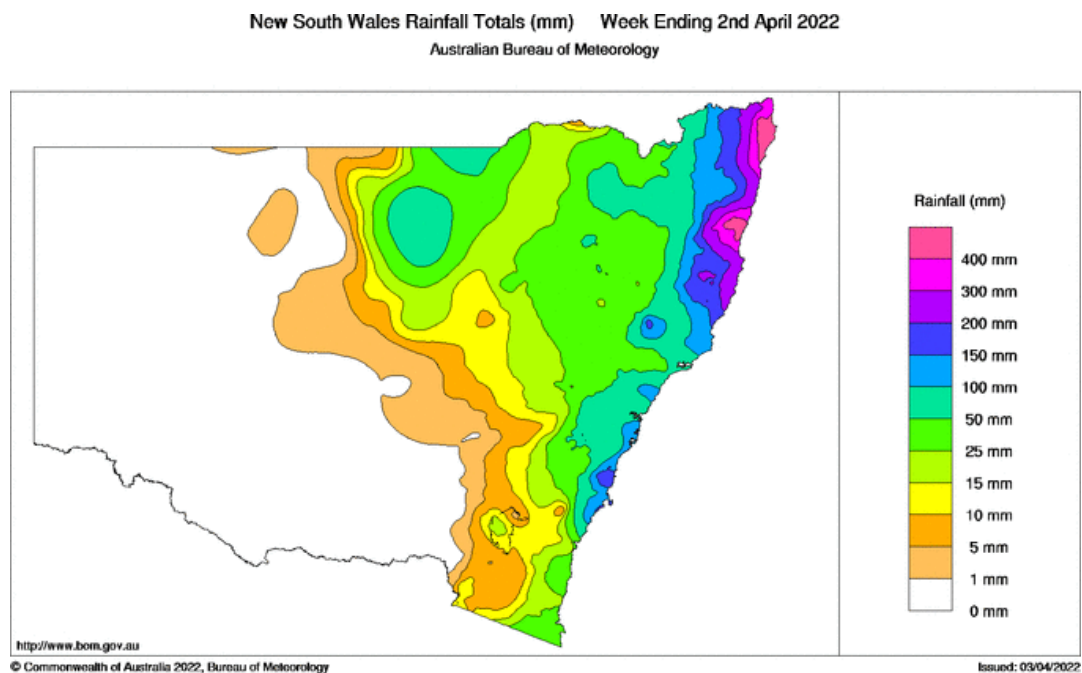 New South Wales Rainfall Totals (mm) Week Ending 2nd April 2022
Australian Bureau of Meteorology
Rainfall (mm)
400 mm
300 mm
200 mm
150 mm
100 mm
50 mm
25 mm
15 mm
10 mm
5 mm
1 mm
0 mm
http://www.bom.gov.au
© Commonwealth of Australia 2022, Bureau of Meteorology Issued: 03/04/2022